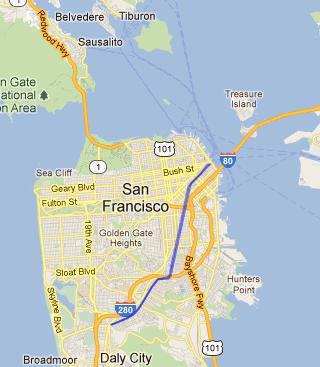 1
Tiburon
Belvedere
Redwood Hwy
Sausalito
n Gate
ational
on Area
Treasure
Island
101
80
1
Sea Cliff
Bush St
Geary Blvd
San
Francisco
Fulton St
19th Ave
Golden Gate
Heights
Sloat Blvd
Bayshore Fwy
Hunters
Point
Skyline Blvd
280
Broadmoor
Daly City
101